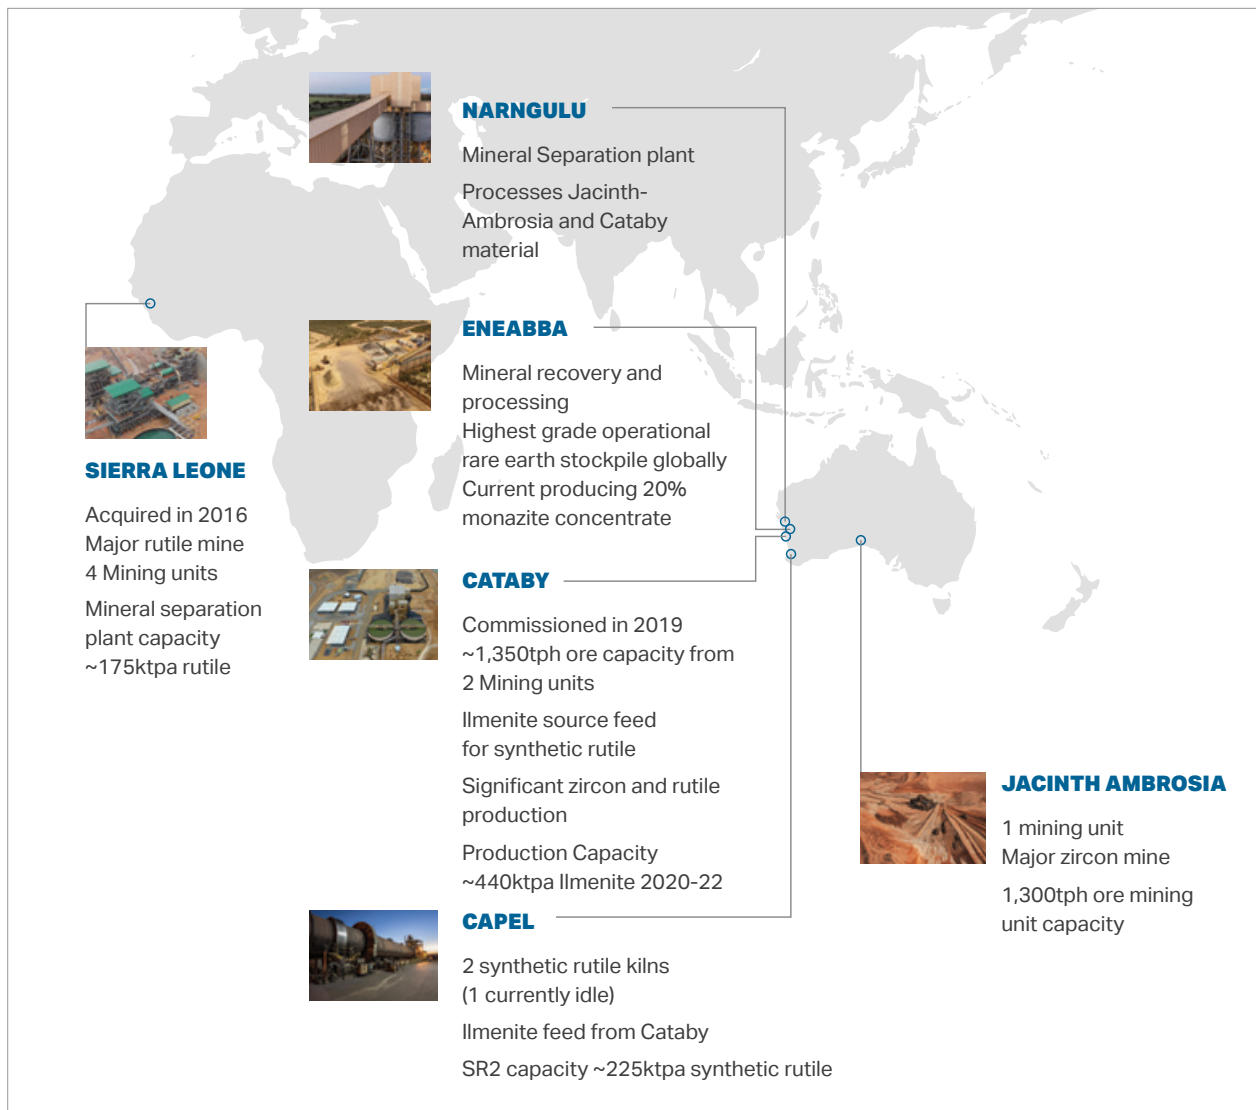 NARNGULU
Mineral Separation plant
Processes Jacinth-
Ambrosia and Cataby
material
ENEABBA
Mineral recovery and
processing
Highest grade operational
rare earth stockpile globally
Current producing 20%
monazite concentrate
SIERRA LEONE
Acquired in 2016
Major rutile mine
4 Mining units
Mineral separation
plant capacity
~175ktpa rutile
CATABY
Commissioned in 2019
~1,350tph ore capacity from
2 Mining units
Ilmenite source feed
for synthetic rutile
Significant zircon and rutile
production
Production Capacity
~440ktpa Ilmenite 2020-22
JACINTH AMBROSIA
1 mining unit
Major zircon mine
1,300tph ore mining
unit capacity
CAPEL
2 synthetic rutile kilns
(1 currently idle)
Ilmenite feed from Cataby
SR2 capacity ~225ktpa synthetic rutile